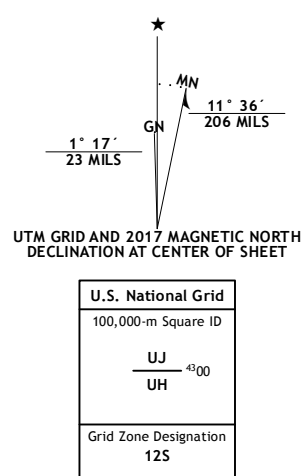 MN
GN
11° 36´
206 MILS
1° 17´
23 MILS
UTM GRID AND 2017 MAGNETIC NORTH
DECLINATION AT CENTER OF SHEET
U.S. National Grid
100,000-m Square ID
UJ
4300
UH
Grid Zone Designation
12S